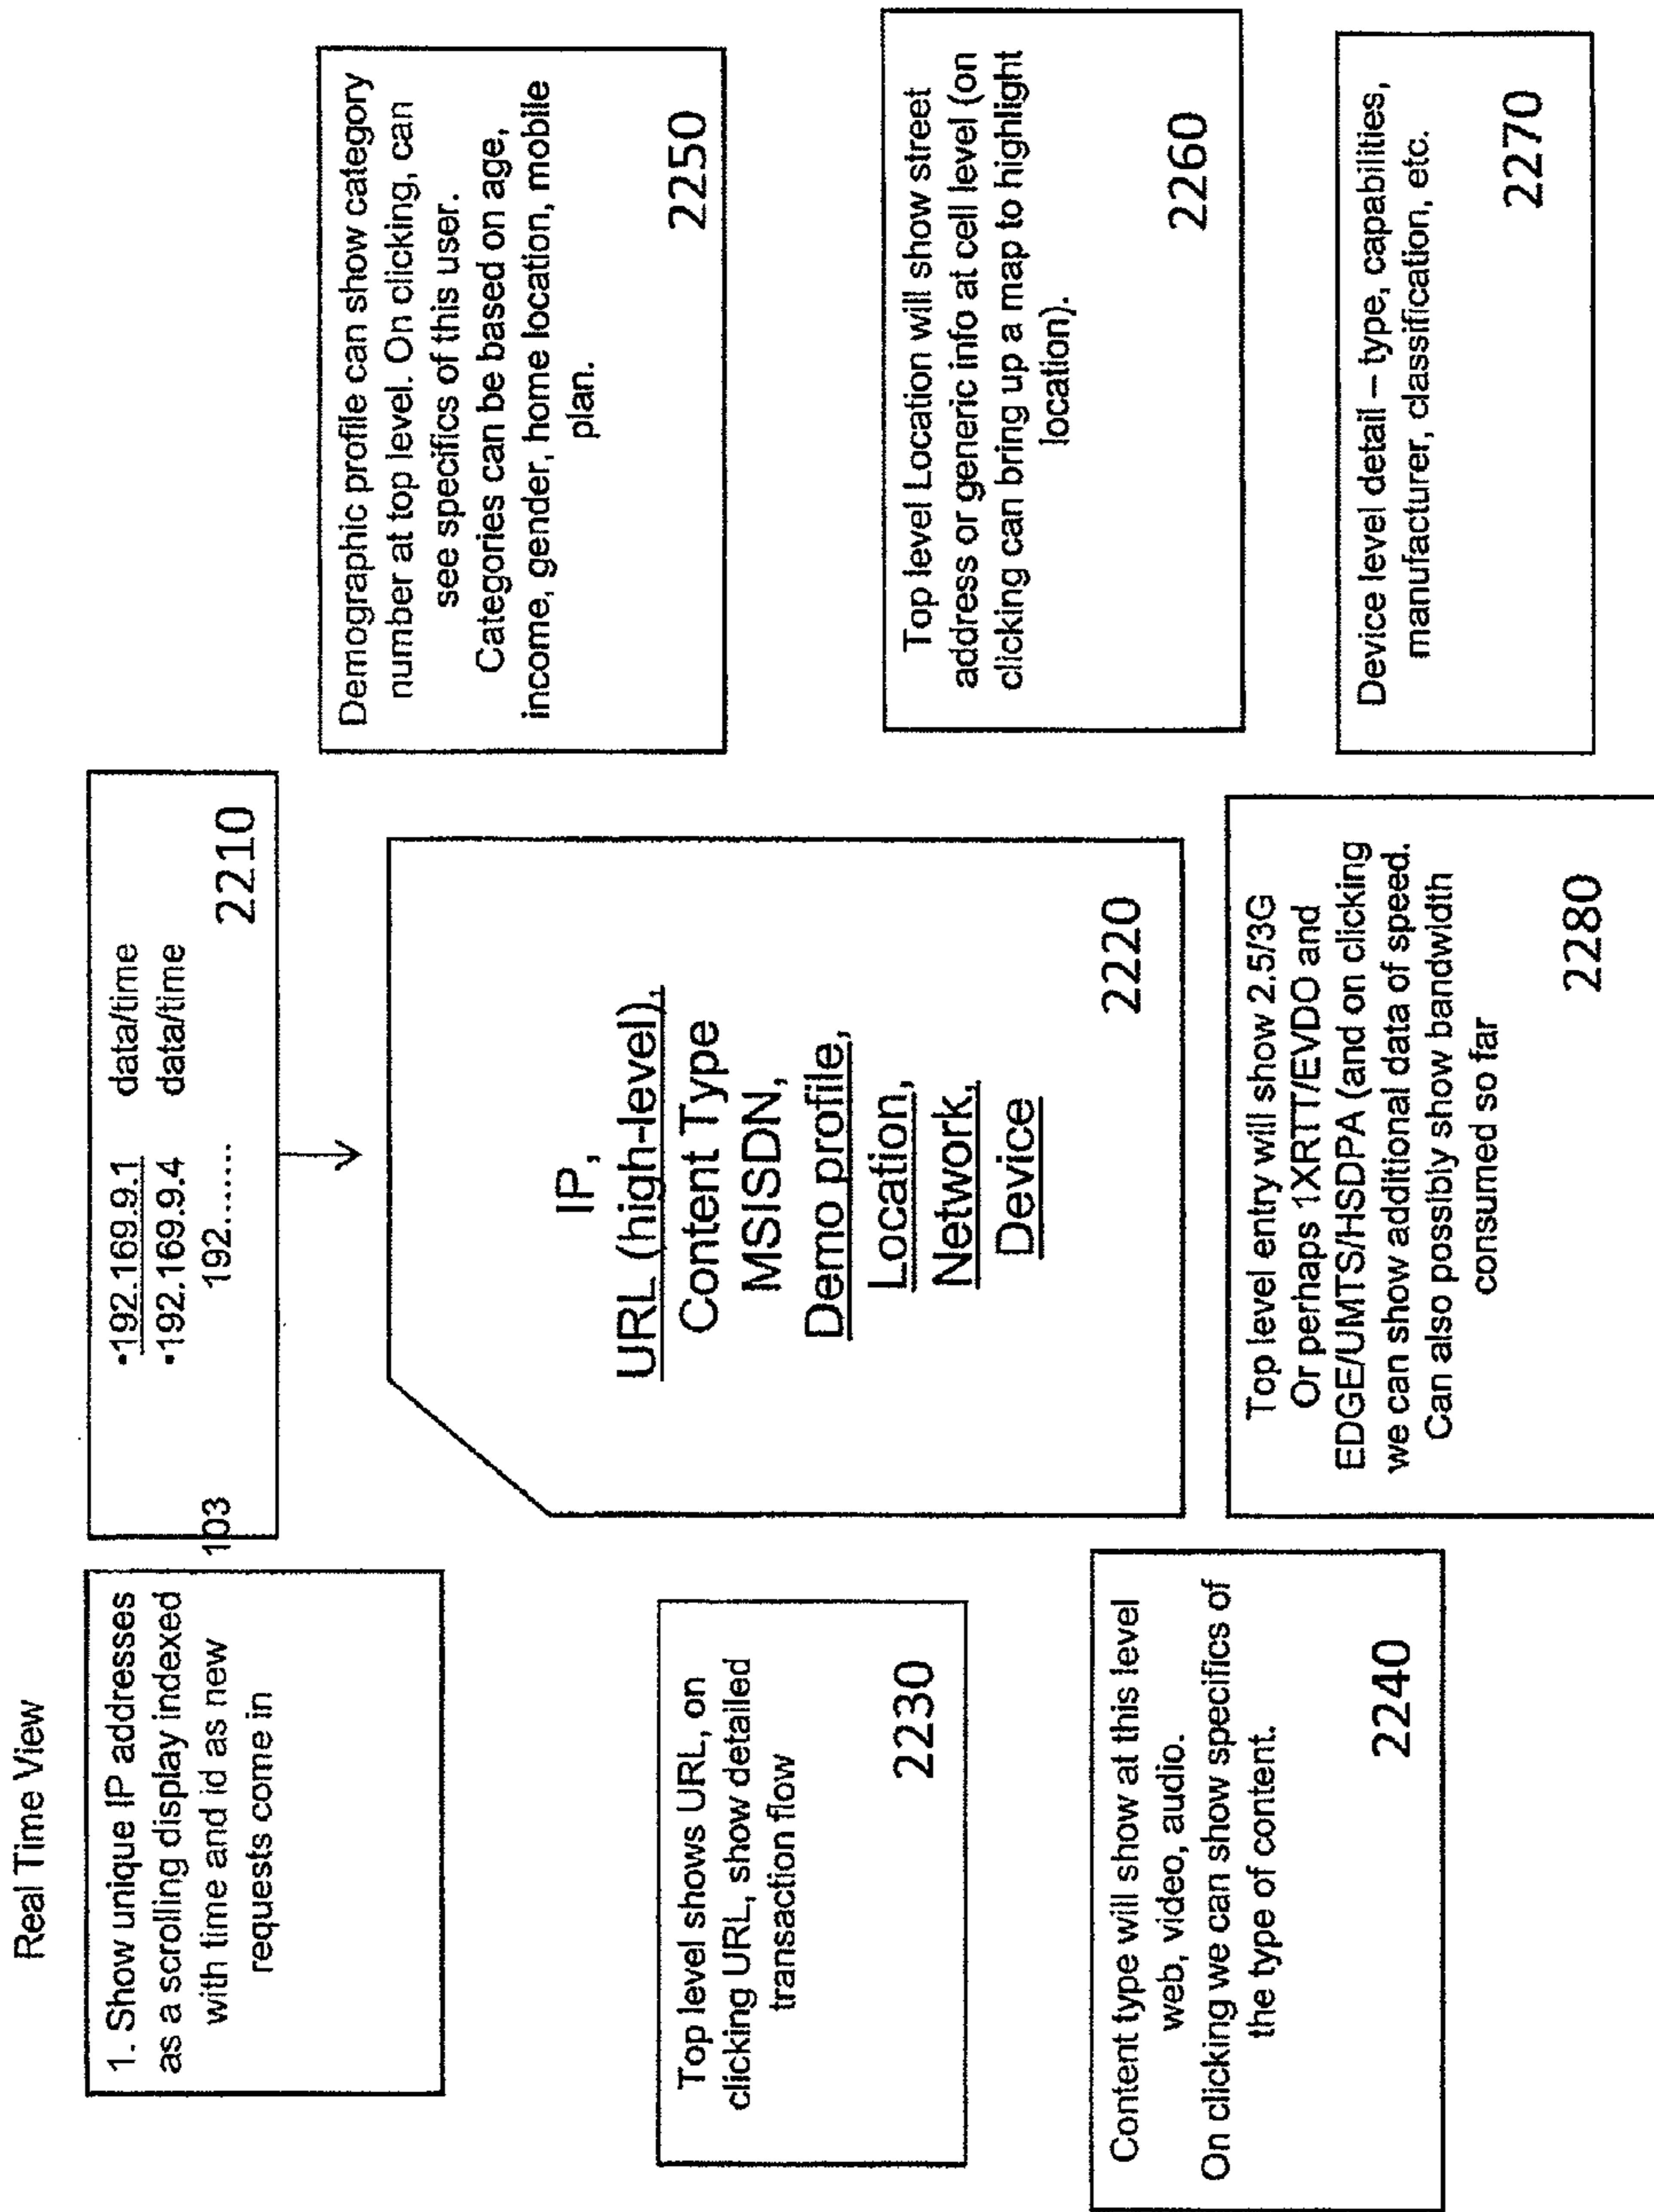 Real Time View
1. Show unique IP addresses
as a scrolling display indexed
with time and id as new
requests come in
•192.169.9.1 data/time
•192.169.9.4 data/time
192.......
103
2210
IP,
URL (high-level),
Content Type
MSISDN,
Demo profile,
Location,
Network,
Device
2220
Top level shows URL, on
clicking URL, show detailed
transaction flow
2230
Content type will show at this level
web, video, audio.
On clicking we can show specifics of
the type of content.
2240
Demographic profile can show category
number at top level. On clicking, can
see specifics of this user.
Categories can be based on age,
income, gender, home location, mobile
plan.
2250
Top level Location will show street
address or generic info at cell level (on
clicking can bring up a map to highlight
location).
2260
Device level detail – type, capabilities,
manufacturer, classification, etc.
2270
Top level entry will show 2.5/3G
Or perhaps 1XRTT/EVDO and
EDGE/UMTS/HSDPA (and on clicking
we can show additional data of speed.
Can also possibly show bandwidth
consumed so far
2280